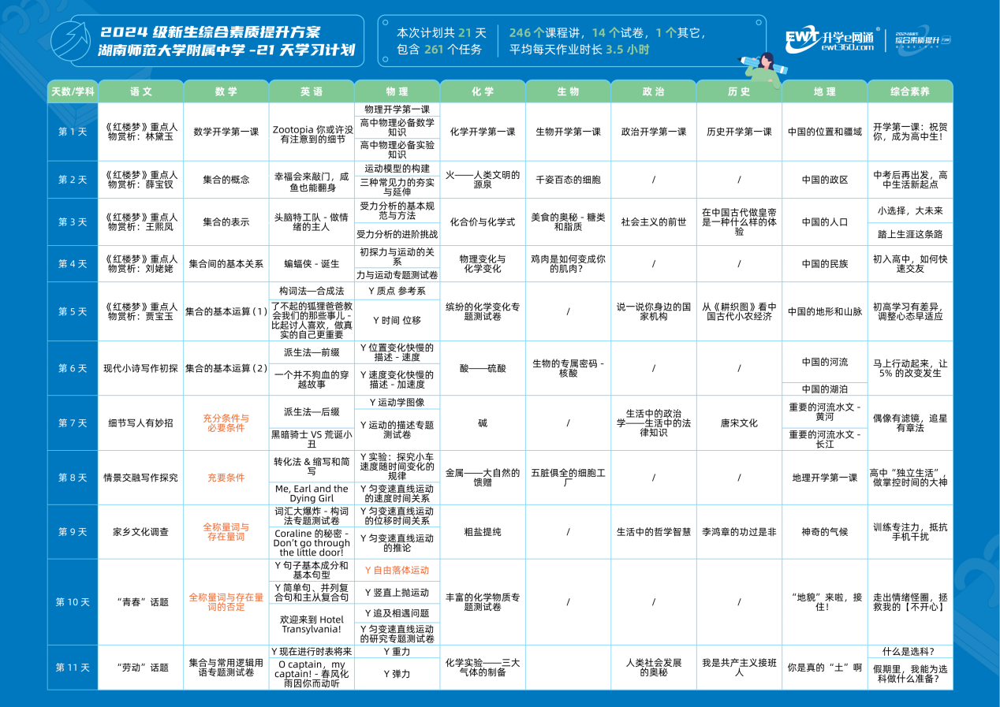 2024 级新生综合素质提升方案
湖南师范大学附属中学 -21 天学习计划
本次计划共 21 天
包含 261 个任务
246 个课程讲，14 个试卷，1 个其它，
平均每天作业时长 3.5 小时
EWT 升学e网通®
ewt360.com
综合素质提升
天数/学科
语 文
数 学
英 语
物 理
化 学
生 物
政 治
历 史
地 理
综合素养
第 1 天
《红楼梦》重点人
物赏析：林黛玉
数学开学第一课
Zootopia 你或许没
有注意到的细节
物理开学第一课
高中物理必备数学
知识
高中物理必备实验
知识
化学开学第一课
生物开学第一课
政治开学第一课
历史开学第一课
中国的位置和疆域
开学第一课：祝贺
你，成为高中生！
第 2 天
《红楼梦》重点人
物赏析：薛宝钗
集合的概念
幸福会来敲门，咸
鱼也能翻身
运动模型的构建
三种常见力的夯实
与延伸
火——人类文明的
源泉
千姿百态的细胞
/
/
中国的政区
中考后再出发，高
中生活新起点
第 3 天
《红楼梦》重点人
物赏析：王熙凤
集合的表示
头脑特工队 - 做情
绪的主人
受力分析的基本规
范与方法
受力分析的进阶挑战
化合价与化学式
美食的奥秘 - 糖类
和脂质
社会主义的前世
在中国古代做皇帝
是一种什么样的体
验
中国的人口
小选择，大未来
踏上生涯这条路
第 4 天
《红楼梦》重点人
物赏析：刘姥姥
集合间的基本关系
蝙蝠侠 - 诞生
初探力与运动的关
系
力与运动专题测试卷
物理变化与
化学变化
鸡肉是如何变成你
的肌肉？
/
/
中国的民族
初入高中，如何快
速交友
第 5 天
《红楼梦》重点人
物赏析：贾宝玉
集合的基本运算 ( 1 )
构词法—合成法
了不起的狐狸爸爸教
会我们的那些事儿 -
比起讨人喜欢，做真
实的自己更重要
Y 质点 参考系
Y 时间 位移
缤纷的化学变化专
题测试卷
/
说一说你身边的国
家机构
从《耕织图》看中
国古代小农经济
中国的地形和山脉
初高学习有差异，
调整心态早适应
第 6 天
现代小诗写作初探
集合的基本运算 ( 2 )
派生法—前缀
一个并不狗血的穿
越故事
Y 位置变化快慢的
描述 - 速度
Y 速度变化快慢的
描述 - 加速度
酸——硫酸
生物的专属密码 -
核酸
/
/
中国的河流
中国的湖泊
马上行动起来，让
5% 的改变发生
第 7 天
细节写人有妙招
充分条件与
必要条件
派生法—后缀
黑暗骑士 VS 荒诞小
丑
Y 运动学图像
Y 运动的描述专题
测试卷
碱
/
生活中的政治
学——生活中的法
律知识
唐宋文化
重要的河流水文 -
黄河
重要的河流水文 -
长江
偶像有滤镜，追星
有章法
第 8 天
情景交融写作探究
充要条件
转化法 & 缩写和简
写
Me, Earl and the
Dying Girl
Y 实验：探究小车
速度随时间变化的
规律
Y 匀变速直线运动
的速度时间关系
金属——大自然的
馈赠
五脏俱全的细胞工
厂
/
/
地理开学第一课
高中“独立生活”，
做掌控时间的大神
第 9 天
家乡文化调查
全称量词与
存在量词
词汇大爆炸 - 构词
法专题测试卷
Coraline 的秘密 -
Don't go through
the little door!
Y 匀变速直线运动
的位移时间关系
Y 匀变速直线运动
的推论
粗盐提纯
/
生活中的哲学智慧
李鸿章的功过是非
神奇的气候
训练专注力，抵抗
手机干扰
第 10 天
“青春”话题
全称量词与存在量
词的否定
Y 句子基本成分和
基本句型
Y 简单句、并列复
合句和主从复合句
欢迎来到 Hotel
Transylvania!
Y 自由落体运动
Y 竖直上抛运动
Y 追及相遇问题
Y 匀变速直线运动
的研究专题测试卷
丰富的化学物质专
题测试卷
/
/
/
“地貌”来啦，接
住！
走出情绪怪圈，拯
救我的【不开心】
第 11 天
“劳动”话题
集合与常用逻辑用
语专题测试卷
Y 现在进行时表将来
O captain，my
captain! - 春风化
雨因你而动听
Y 重力
Y 弹力
化学实验——三大
气体的制备
人类社会发展
的奥秘
我是共产主义接班
人
你是真的“土”啊
什么是选科？
假期里，我能为选
科做什么准备？